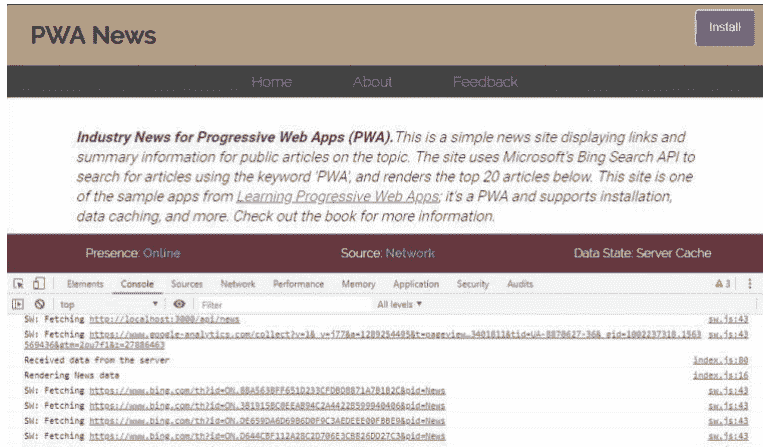 PWA News
Install
Home About Feedback
Industry News for Progressive Web Apps (PWA). This is a simple news site displaying links and
summary information for public articles on the topic. The site uses Microsoft's Bing Search API to
search for articles using the keyword 'PWA', and renders the top 20 articles below. This site is one
of the sample apps from Learning Progressive Web Apps; it's a PWA and supports installation,
data caching, and more. Check out the book for more information.
Presence: Online Source: Network Data State: Server Cache
Elements Console Sources Network Performance Memory Application Security Audits 3
top Filter All levels
SW: Fetching http://localhost:3000/api/news sw.js:43
SW: Fetching sw.js:43
Received data from the server index.js:80
Rendering News data index.js:16
SW: Fetching sw.js:43
SW: Fetching sw.js:43
SW: Fetching sw.js:43
SW: Fetching sw.js:43